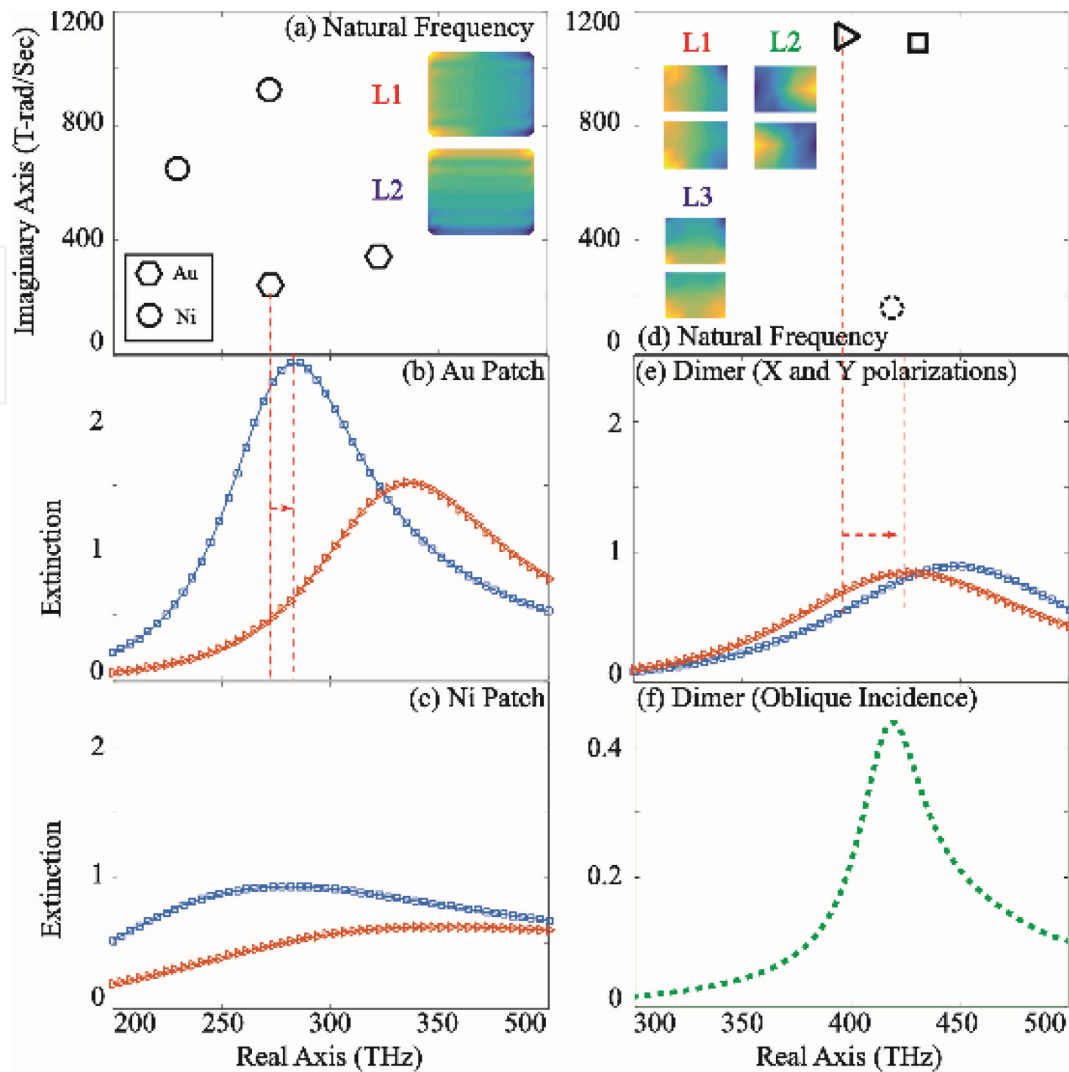 1200
(a) Natural Frequency
L1
800
L2
400
Au
Ni
0
Imaginary Axis (T-rad/Sec)
1200
L1 L2
800
L3
400
0
(d) Natural Frequency
(b) Au Patch
2
1
0
Extinction
(e) Dimer (X and Y polarizations)
2
1
0
(c) Ni Patch
2
1
0
Extinction
200 300 350 500
Real Axis (THz)
(f) Dimer (Oblique Incidence)
0.4
0.2
0
300 400 450 500
Real Axis (THz)